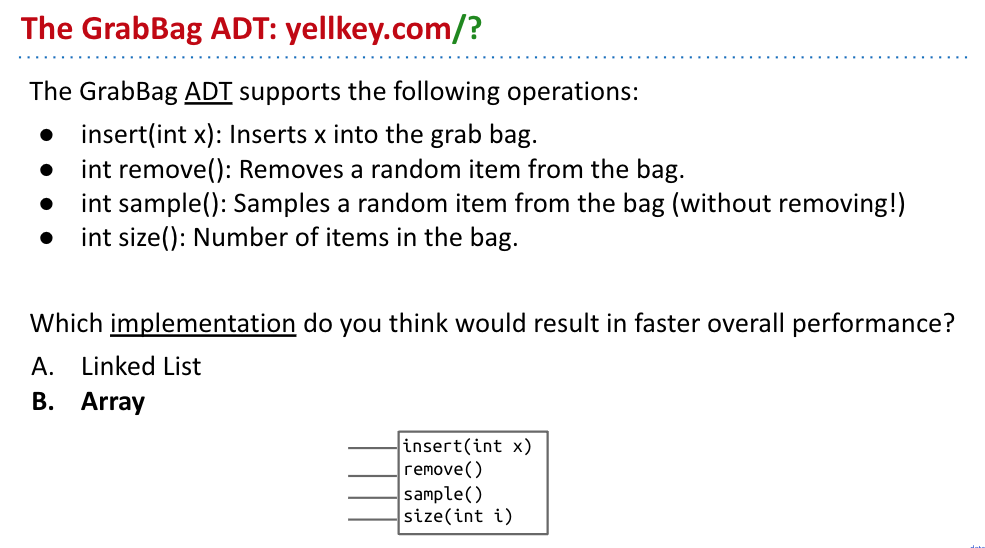 The GrabBag ADT: yellkey.com/?
The GrabBag ADT supports the following operations:
● insert(int x): Inserts x into the grab bag.
● int remove(): Removes a random item from the bag.
● int sample(): Samples a random item from the bag (without removing!)
● int size(): Number of items in the bag.
Which implementation do you think would result in faster overall performance?
A. Linked List
B. Array
insert(int x)
remove()
sample()
size(int i)